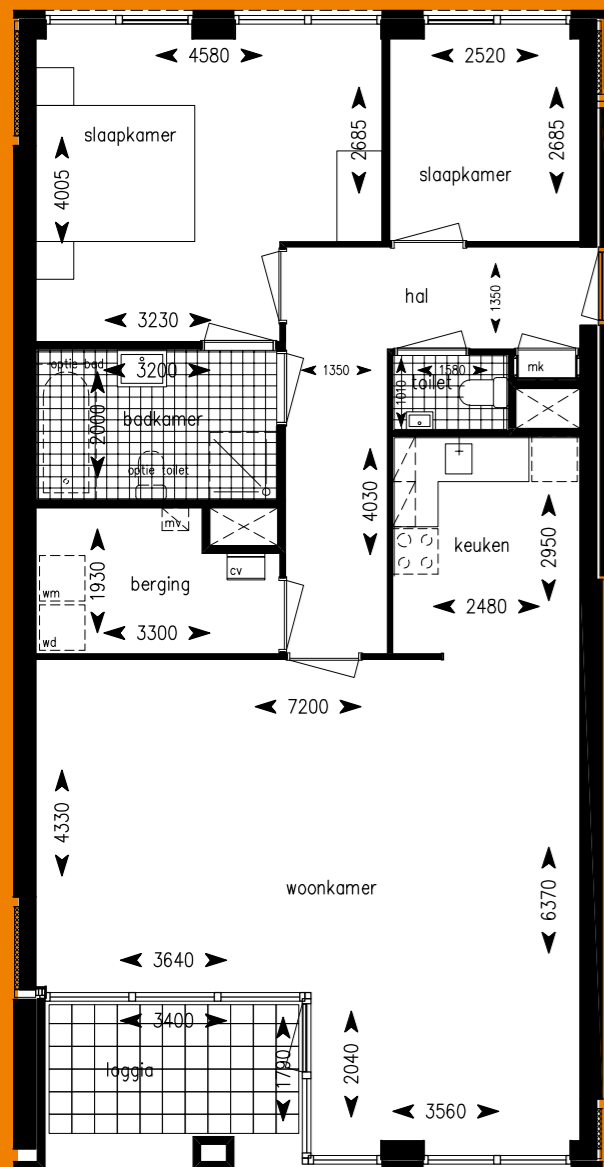 4580
2520
slaapkamer
2685
2685
4005
slaapkamer
hal
1350
3230
optie bad
3200
1350
1580
mk
toilet
1010
2000
badkamer
optie toilet
4030
mv
keuken
2950
cv
berging
1930
wm
2480
3300
wd
7200
4330
woonkamer
6370
3640
3400
loggia
1790
2040
3560